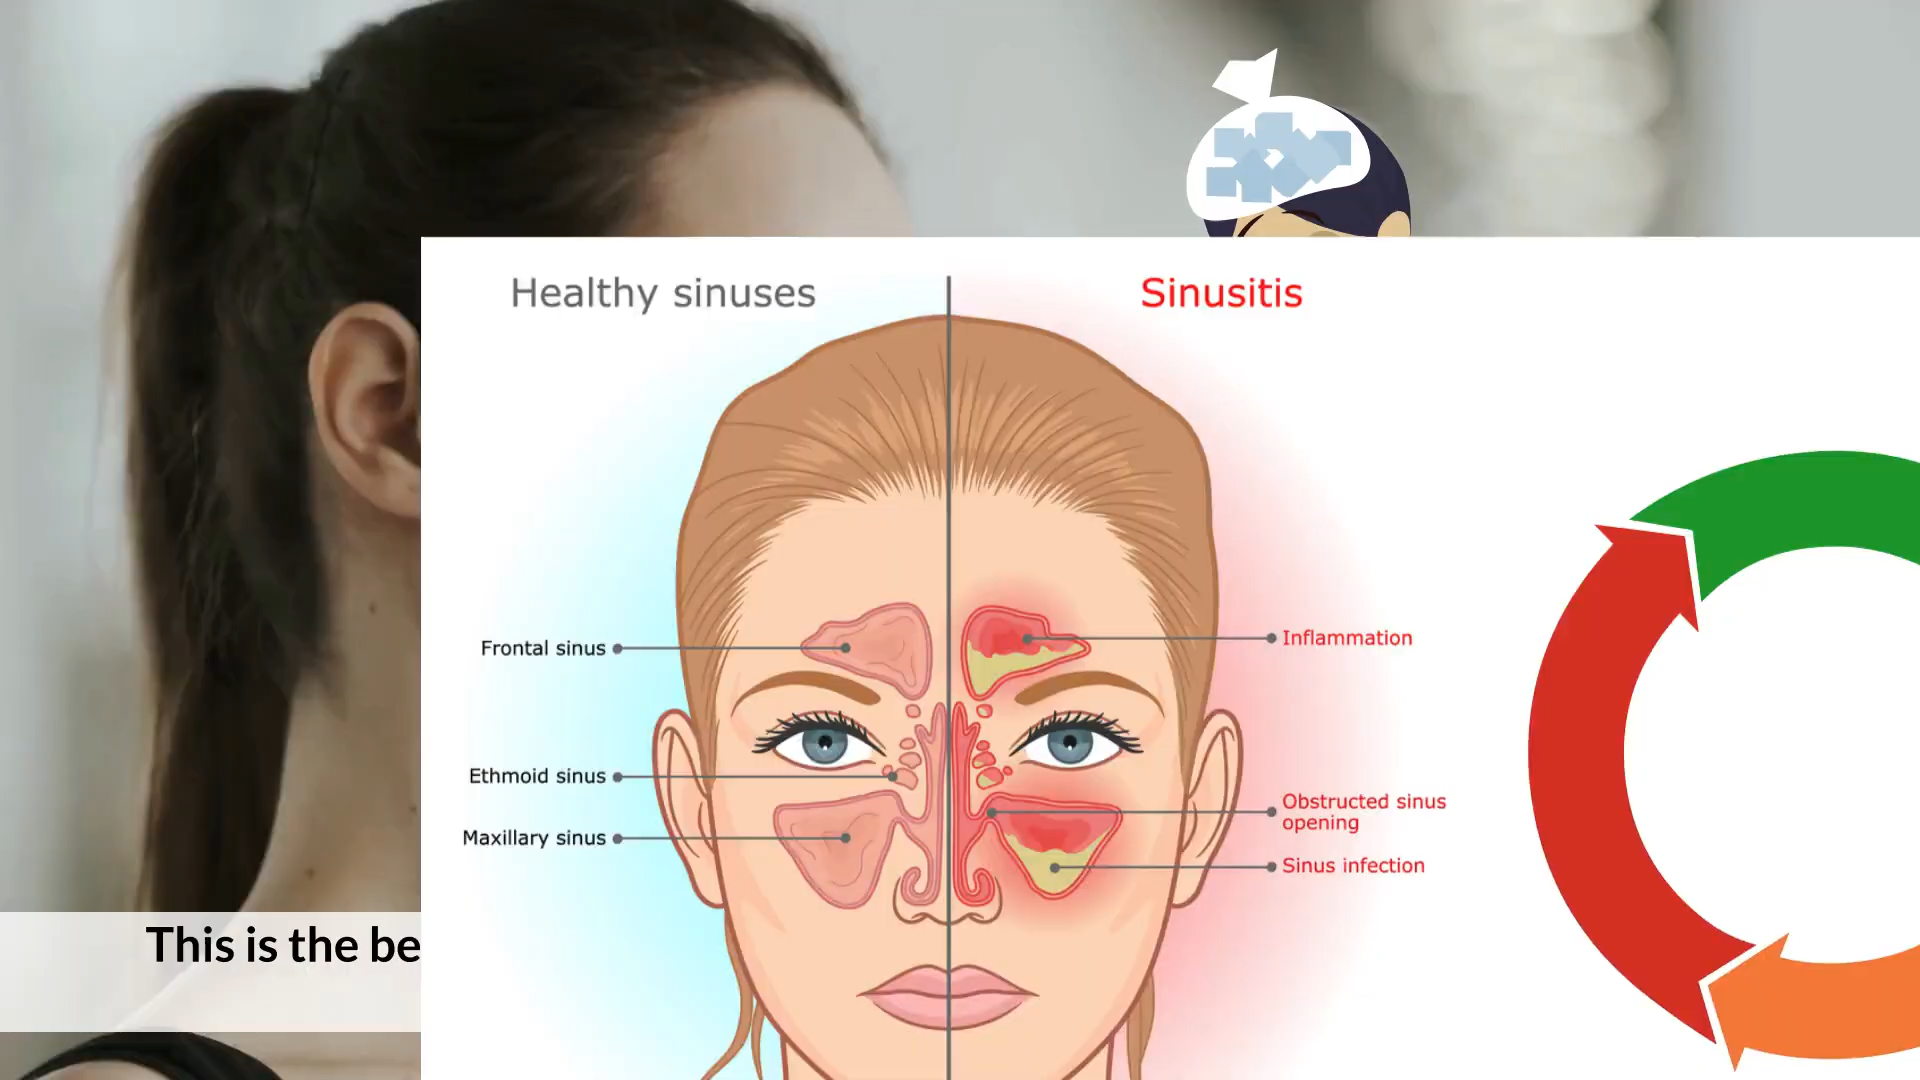 Healthy sinuses
Sinusitis
Frontal sinus
Inflammation
Ethmoid sinus
Obstructed sinus
opening
Maxillary sinus
Sinus infection
This is the be